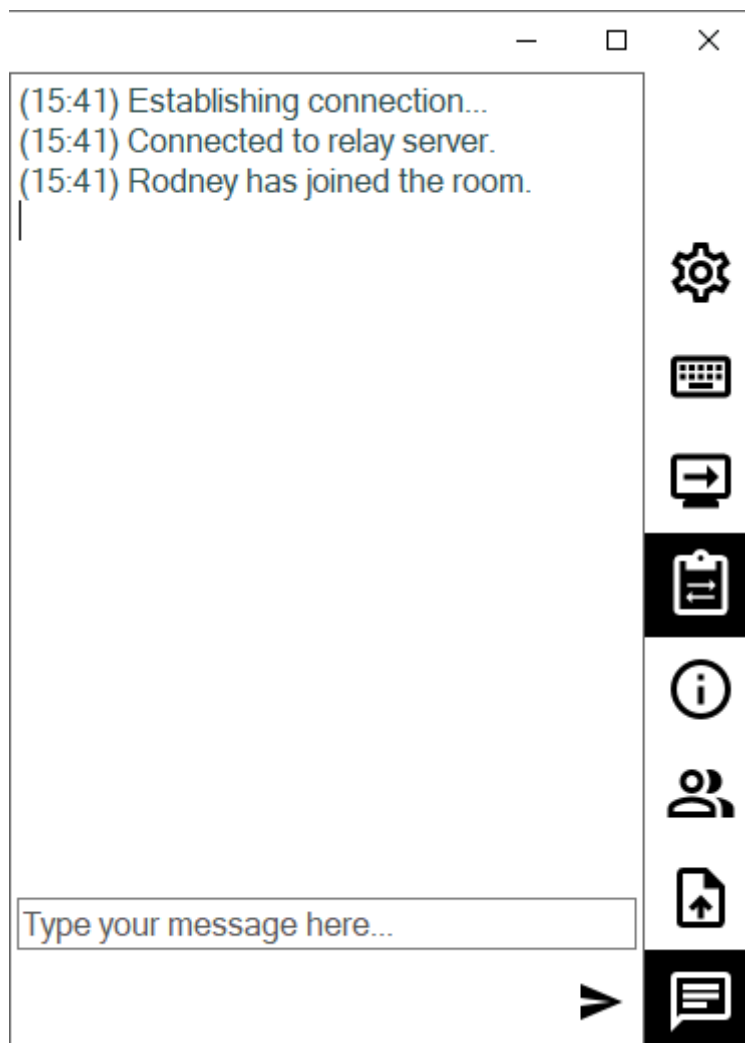 (15:41) Establishing connection...
(15:41) Connected to relay server.
(15:41) Rodney has joined the room.
Type your message here...